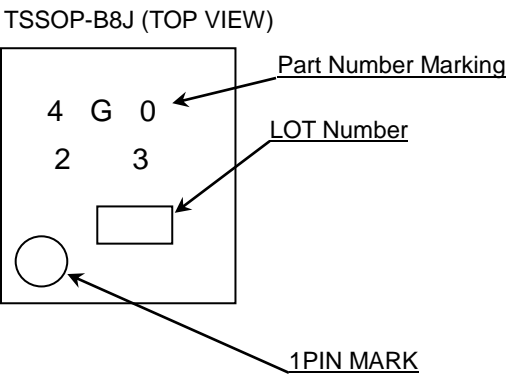 TSSOP-B8J (TOP VIEW)
Part Number Marking
4 G 0
LOT Number
2 3
1PIN MARK